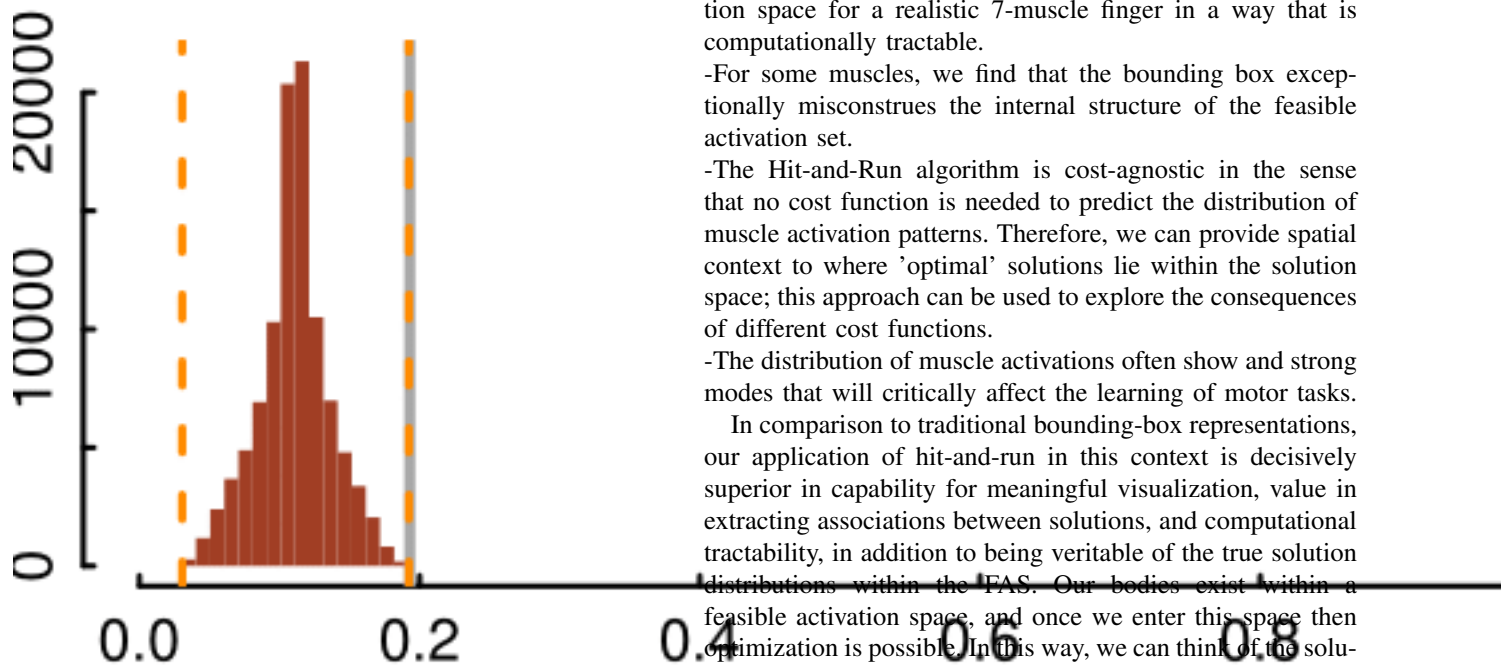 20000
10000
0
0.0
0.2
0.4
0.6
0.8
tion space for a realistic 7-muscle finger in a way that is
computationally tractable.
-For some muscles, we find that the bounding box excep-
tionally misconstrues the internal structure of the feasible
activation set.
-The Hit-and-Run algorithm is cost-agnostic in the sense
that no cost function is needed to predict the distribution of
muscle activation patterns. Therefore, we can provide spatial
context to where ’optimal’ solutions lie within the solution
space; this approach can be used to explore the consequences
of different cost functions.
-The distribution of muscle activations often show and strong
modes that will critically affect the learning of motor tasks.
In comparison to traditional bounding-box representations,
our application of hit-and-run in this context is decisively
superior in capability for meaningful visualization, value in
extracting associations between solutions, and computational
tractability, in addition to being veritable of the true solution
distributions within the FAS. Our bodies exist within a
feasible activation space, and once we enter this space then
optimization is possible. In this way, we can think of the solu-